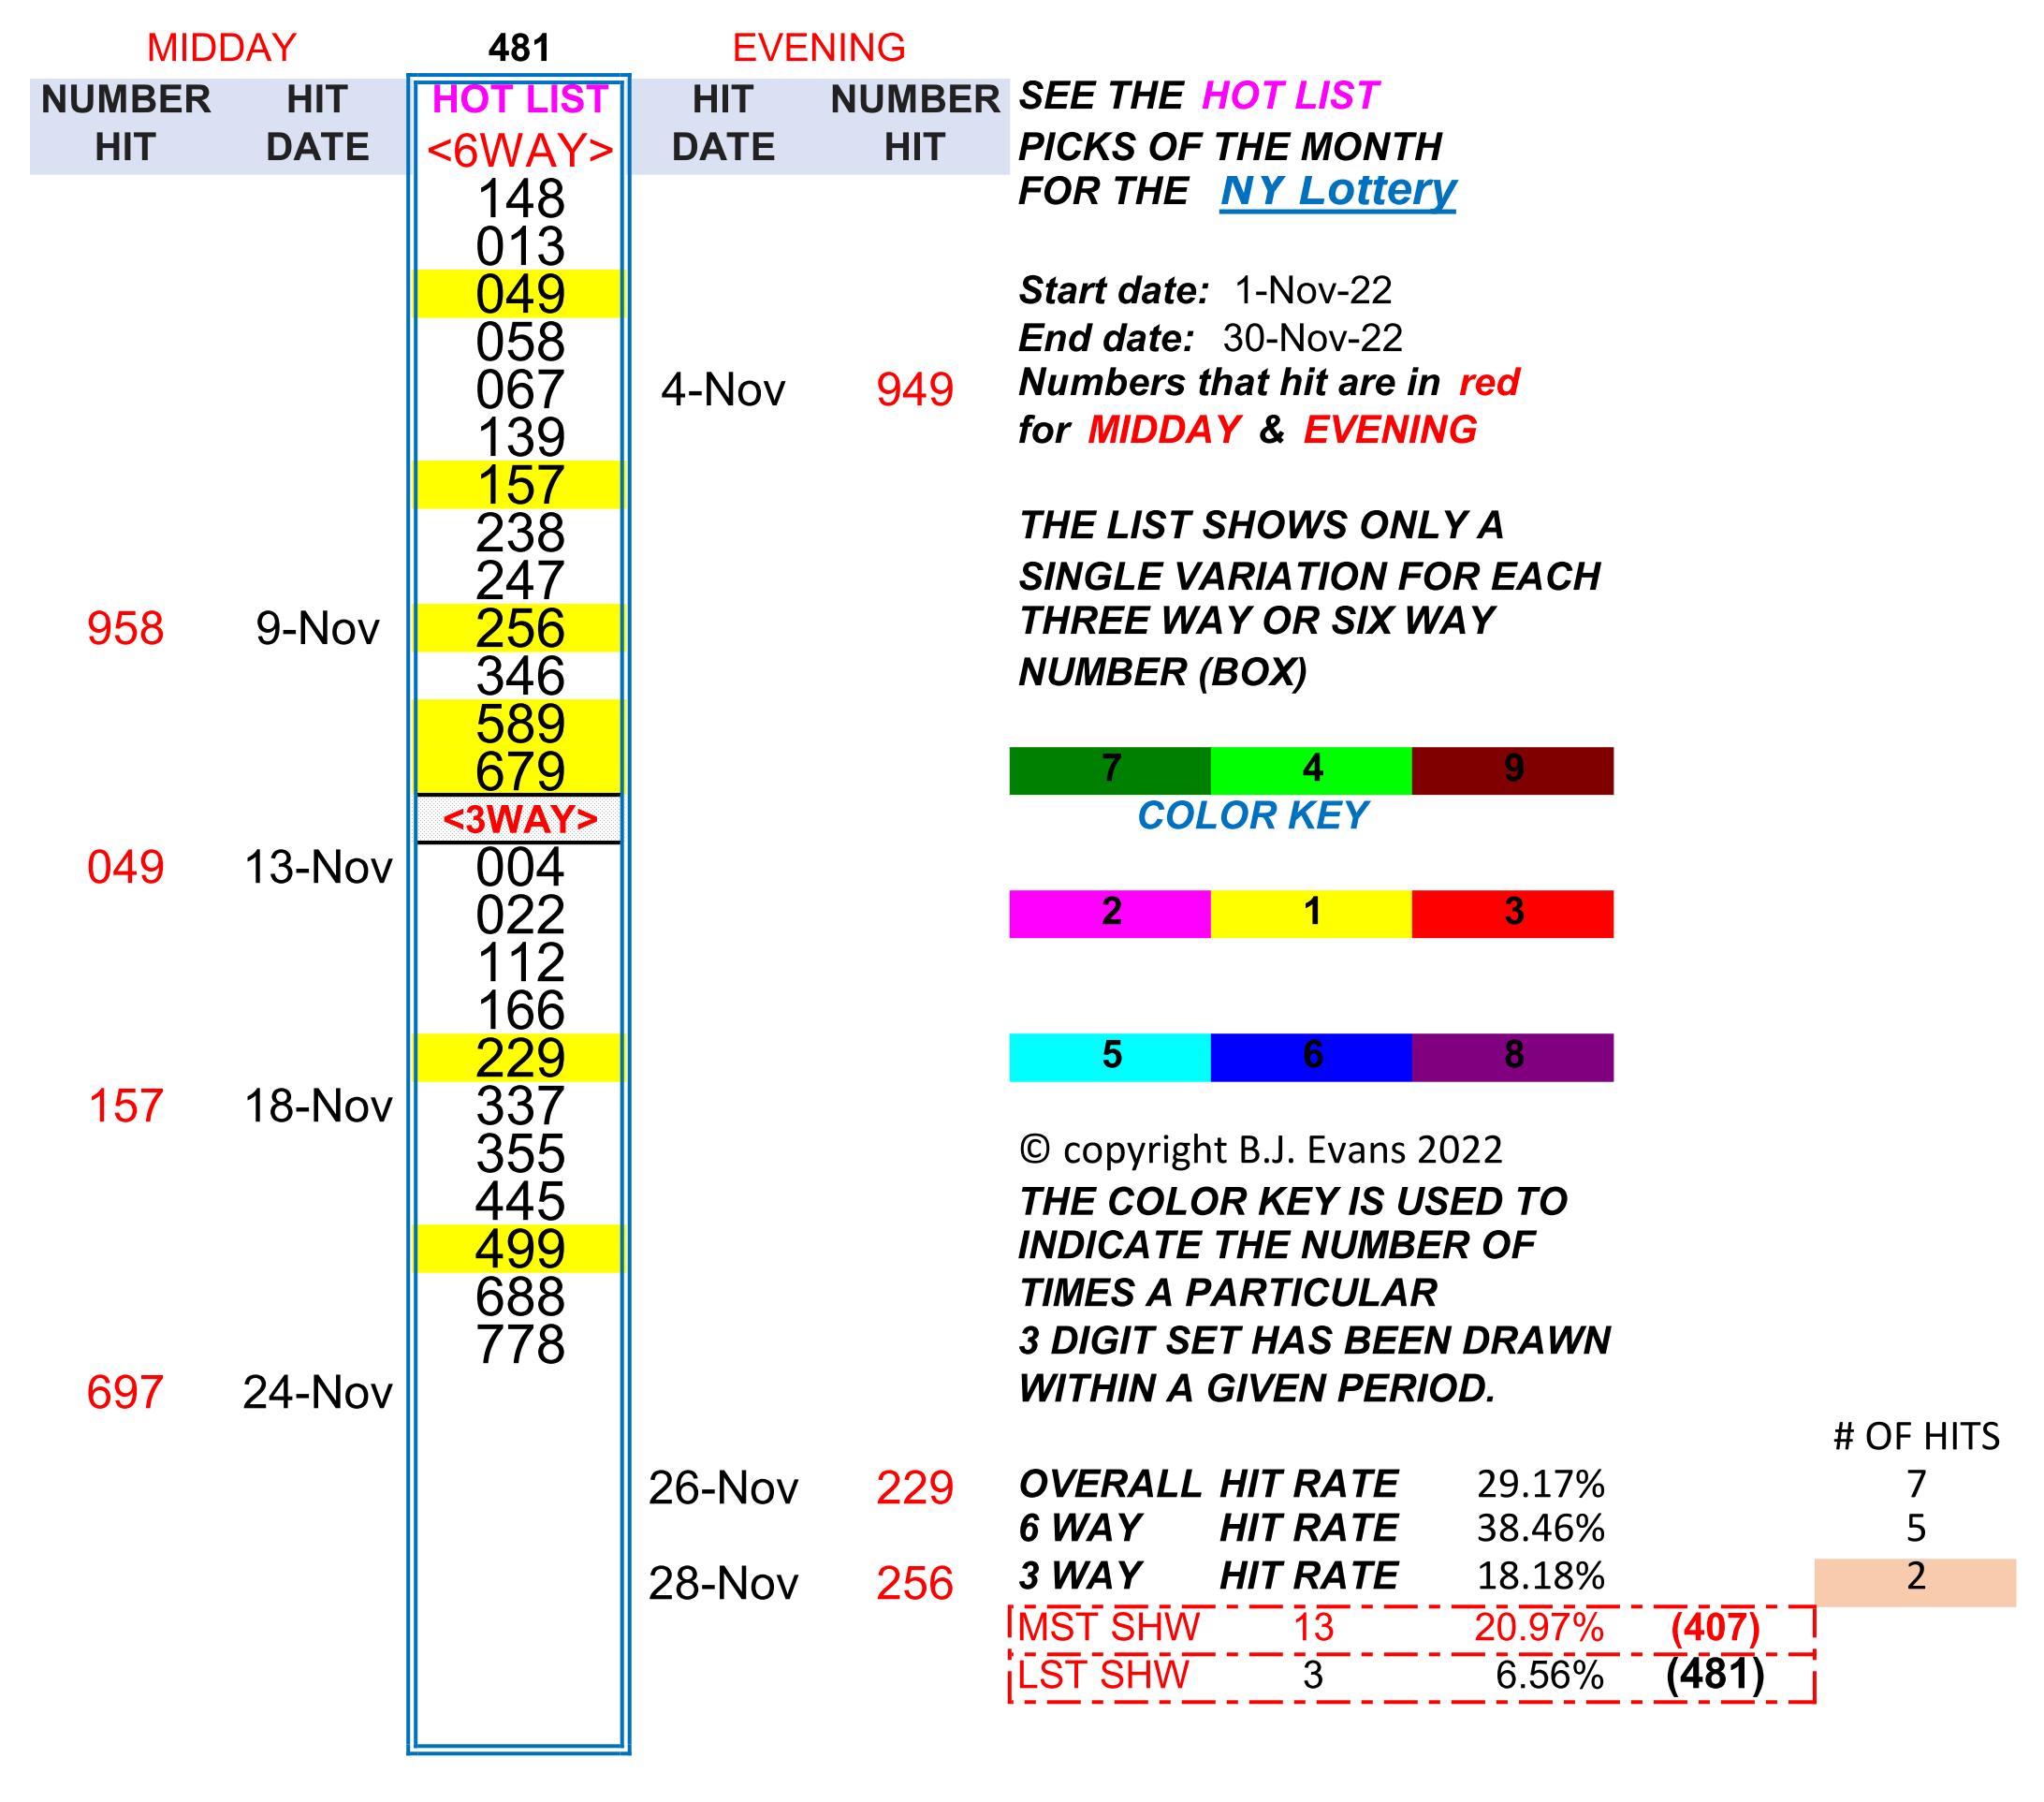 MIDDAY 481 EVENING
NUMBER HIT HOT LIST HIT NUMBER SEE THE HOT LIST
HIT DATE <6WAY> DATE HIT PICKS OF THE MONTH
148 FOR THE NY Lottery
013
049 Start date: 1-Nov-22
058 End date: 30-Nov-22
067 4-Nov 949 Numbers that hit are in red
139 for MIDDAY & EVENING
157
238 THE LIST SHOWS ONLY A
247 SINGLE VARIATION FOR EACH
958 9-Nov 256 THREE WAY OR SIX WAY
346 NUMBER (BOX)
589
679 7 4 9
<3WAY> COLOR KEY
049 13-Nov 004
022 2 1 3
112
166
229 5 6 8
157 18-Nov 337
355 © copyright B.J. Evans 2022
445 THE COLOR KEY IS USED TO
499 INDICATE THE NUMBER OF
688 TIMES A PARTICULAR
778 3 DIGIT SET HAS BEEN DRAWN
697 24-Nov WITHIN A GIVEN PERIOD.
# OF HITS
26-Nov 229 OVERALL HIT RATE 29.17% 7
6 WAY HIT RATE 38.46% 5
28-Nov 256 3 WAY HIT RATE 18.18% 2
MST SHW 13 20.97% (407)
LST SHW 3 6.56% (481)